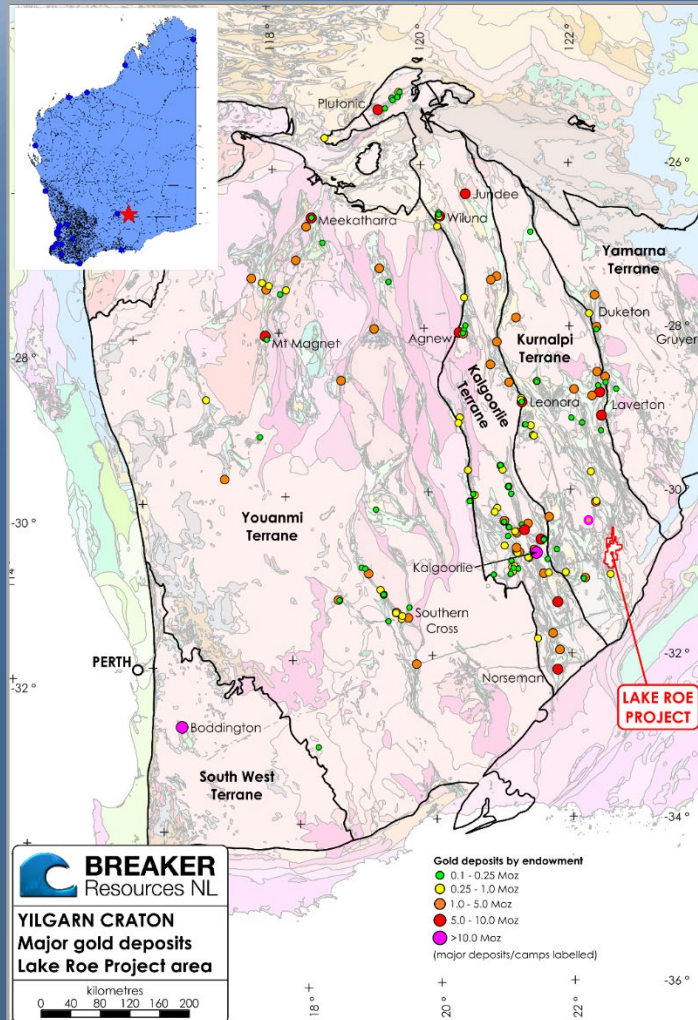 118 °
120 °
122 °
-26 °
Plutonic
Jundee
Meekatharra
Wiluna
Yamarna
Terrane
Duketon
-28 °
Gruyer
Kurnalpi
Terrane
Agnew
Mt Magnet
-28 °
Kalgoorlie
Terrane
Leonora
Laverton
-30 °
Youanmi
Terrane
-30 °
Kalgoorlie
114 °
Southern
Cross
-32 °
PERTH
Norseman
-32 °
LAKE ROE
PROJECT
Boddington
South West
Terrane
-34 °
BREAKER
Resources NL
YILGARN CRATON
Major gold deposits
Lake Roe Project area
kilometres
0 40 80 120 160 200
Gold deposits by endowment
0.1 - 0.25 Moz
0.25 - 1.0 Moz
1.0 - 5.0 Moz
5.0 - 10.0 Moz
>10.0 Moz
(major deposits/camps labelled)
-36 °
18 °
20 °
22 °